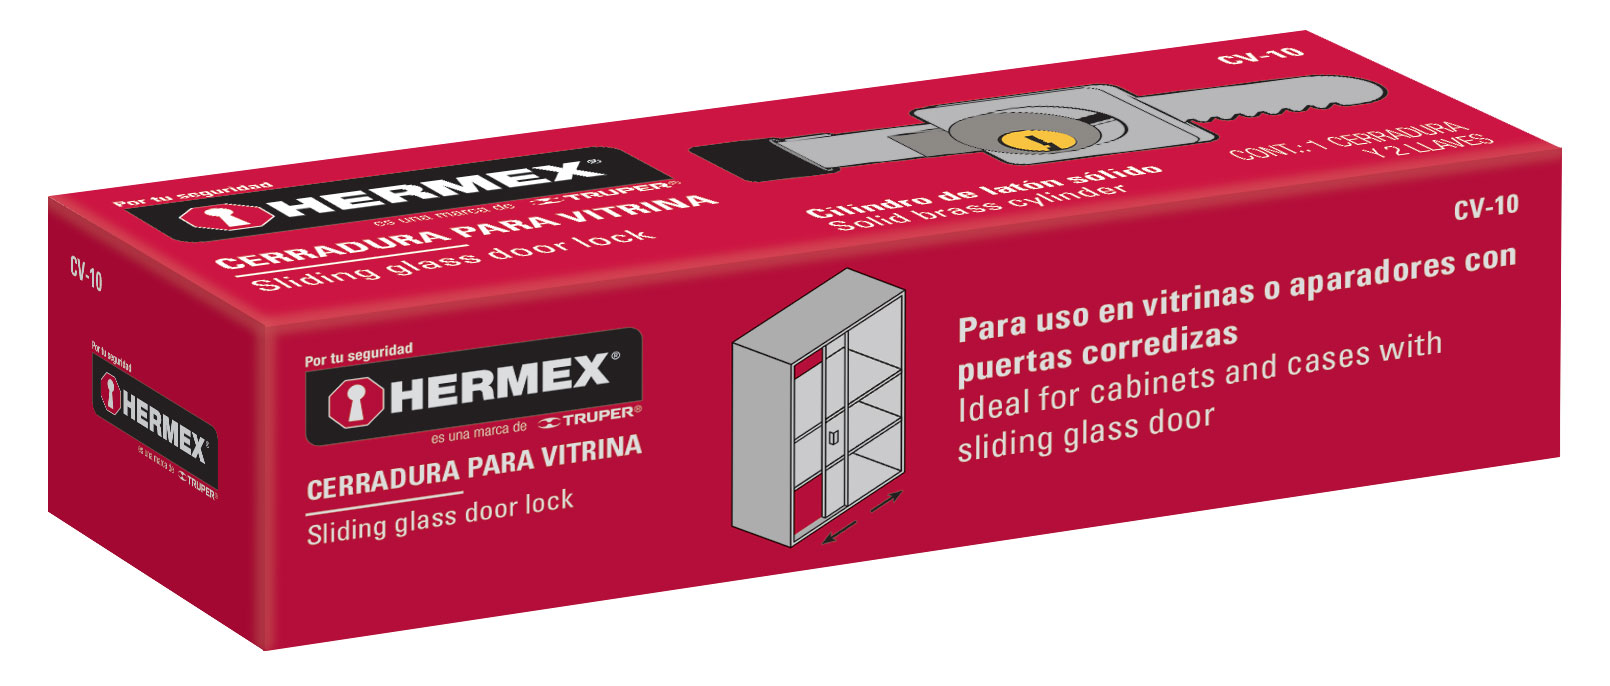 CV-10
Por tu seguridad
HERMEX®
es una marca de TRUPER®
CERRADURA PARA VITRINA
Sliding glass door lock
Cilindro de latón sólido
Solid brass cylinder
CONT.:1 CERRADURA
Y 2 LLAVES
CV-10
Por tu seguridad
HERMEX®
es una marca de TRUPER®
Por tu seguridad
HERMEX®
es una marca de TRUPER®
CERRADURA PARA VITRINA
Sliding glass door lock
CV-10
Para uso en vitrinas o aparadores con
puertas corredizas
Ideal for cabinets and cases with
sliding glass door